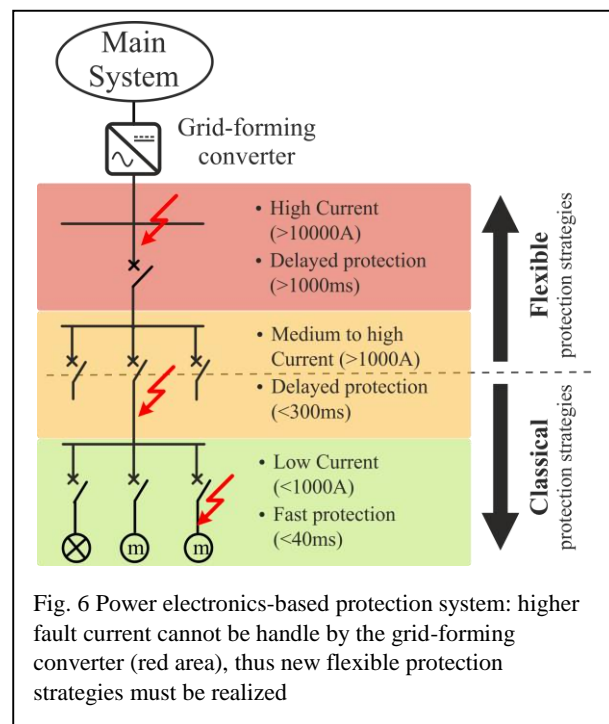 Main
System
Grid-forming
converter
• High Current
(>10000A)
• Delayed protection
(>1000ms)
• Medium to high
Current (>1000A)
• Delayed protection
(<300ms)
• Low Current
(<1000A)
• Fast protection
(<40ms)
m
m
Flexible
protection strategies
Classical
protection strategies
Fig. 6 Power electronics-based protection system: higher
fault current cannot be handle by the grid-forming
converter (red area), thus new flexible protection
strategies must be realized